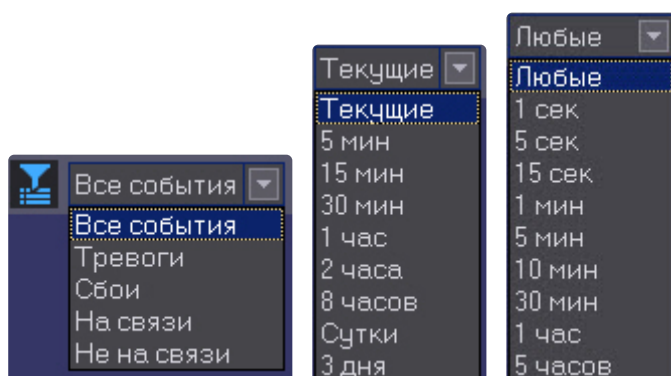 Все события
Все события
Тревоги
Сбои
На связи
Не на связи
Текущие
Текущие
5 мин
15 мин
30 мин
1 час
2 часа
8 часов
Сутки
3 дня
Любые
Любые
1 сек
5 сек
15 сек
1 мин
5 мин
10 мин
30 мин
1 час
5 часов